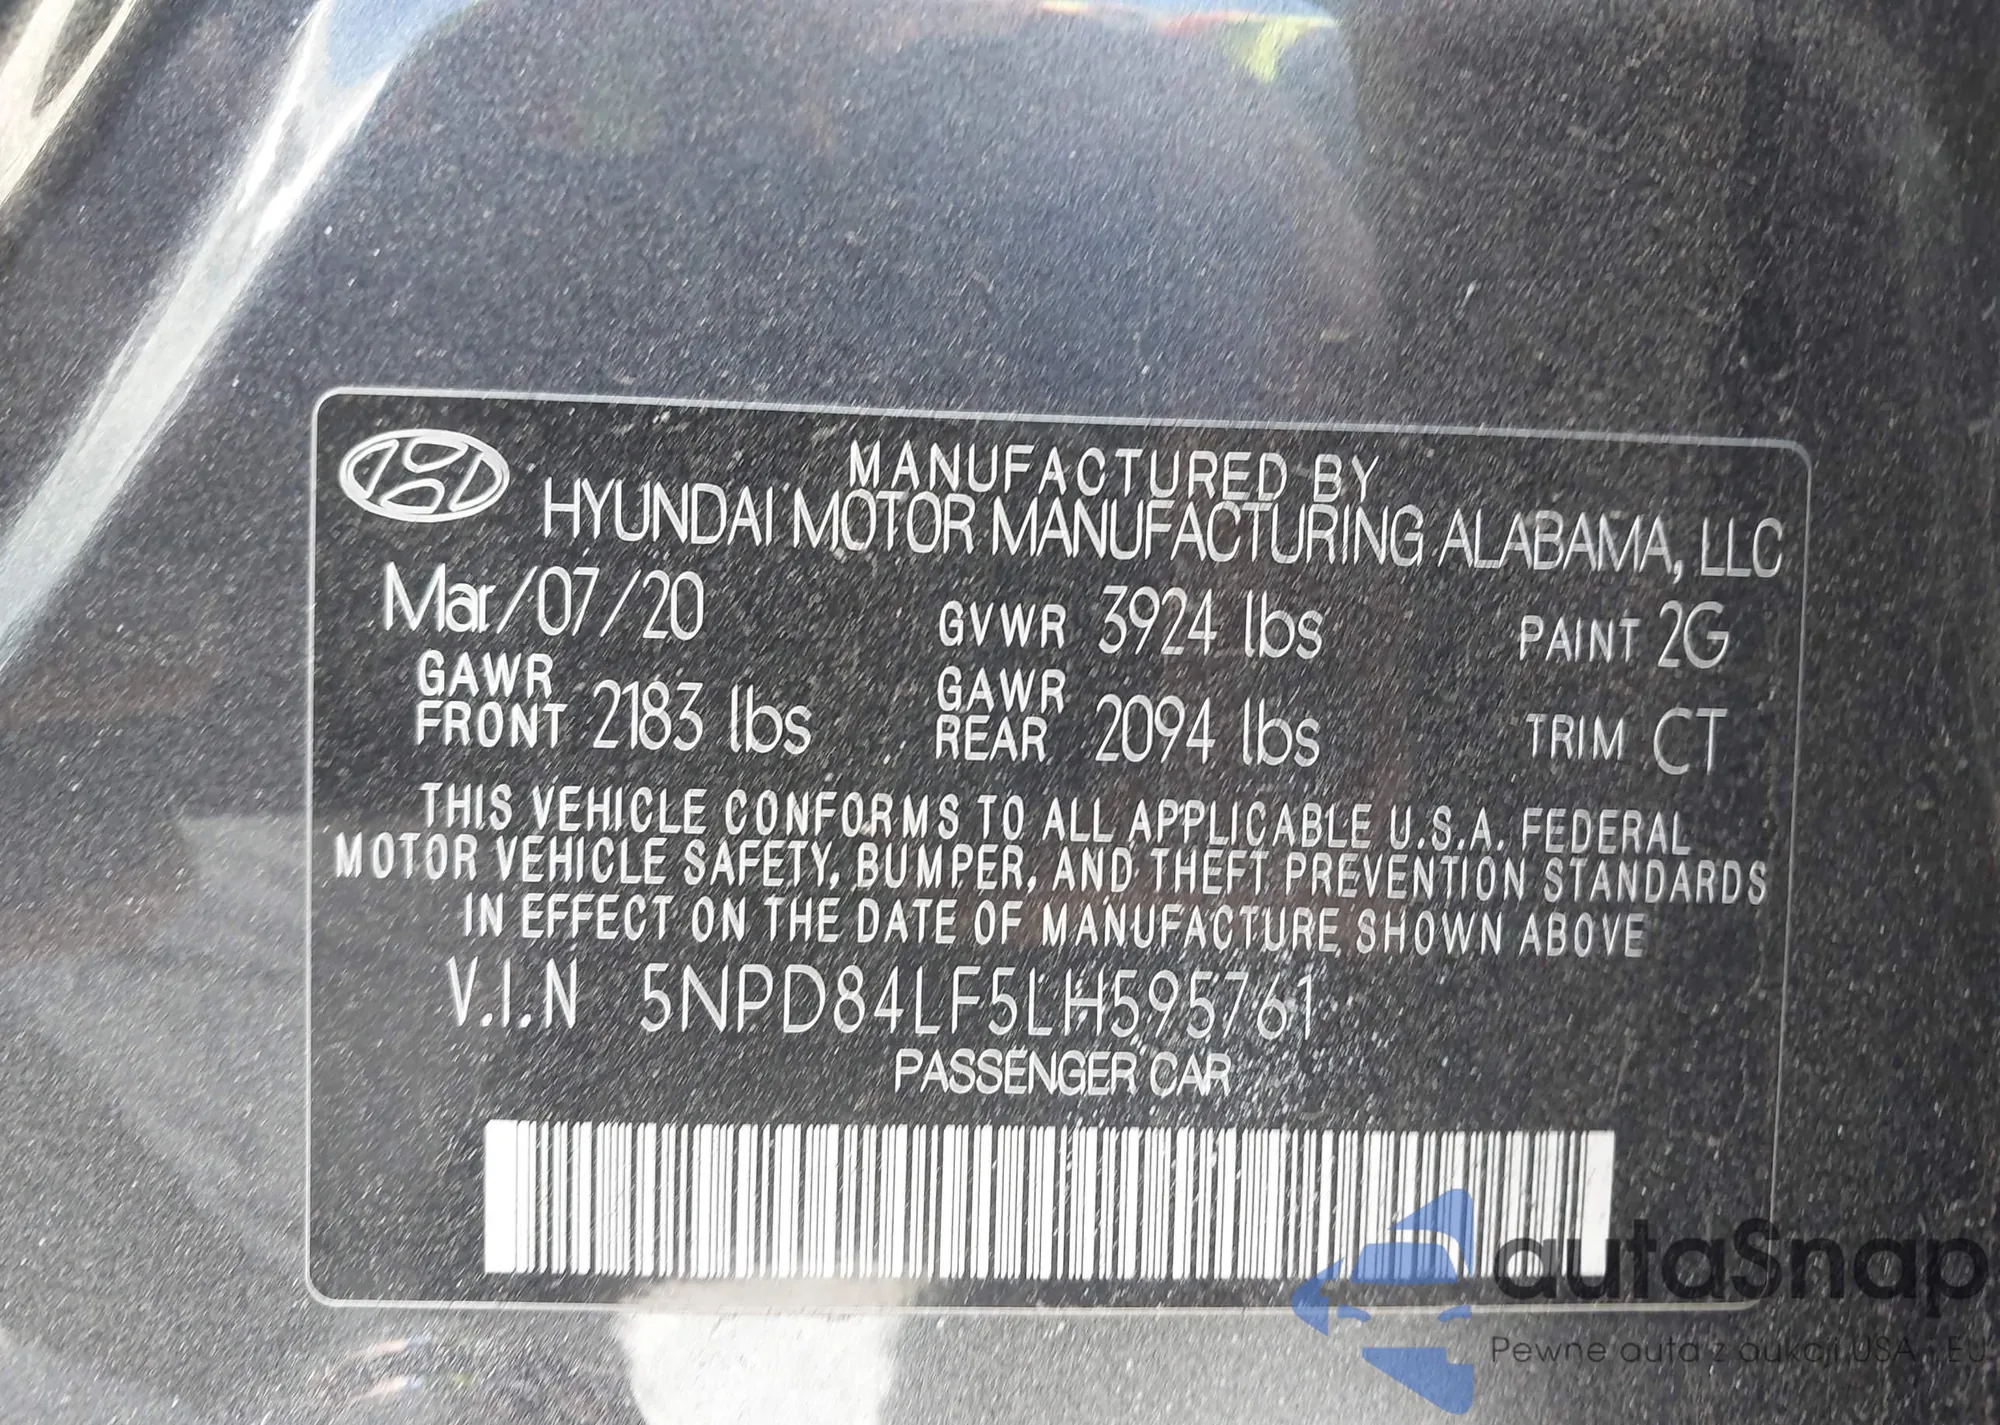 MANUFACTURED BY
HYUNDAI MOTOR MANUFACTURING ALABAMA, LLC
Mar/07/20 GVWR 3924 lbs PAINT 2G
GAWR FRONT 2183 lbs GAWR REAR 2094 lbs TRIM CT
THIS VEHICLE CONFORMS TO ALL APPLICABLE U.S.A. FEDERAL
MOTOR VEHICLE SAFETY, BUMPER, AND THEFT PREVENTION STANDARDS
IN EFFECT ON THE DATE OF MANUFACTURE SHOWN ABOVE
V.I.N 5NPD84LF5LH595761
PASSENGER CAR
autaSnap
Pewne auta z aukcji USA i EU